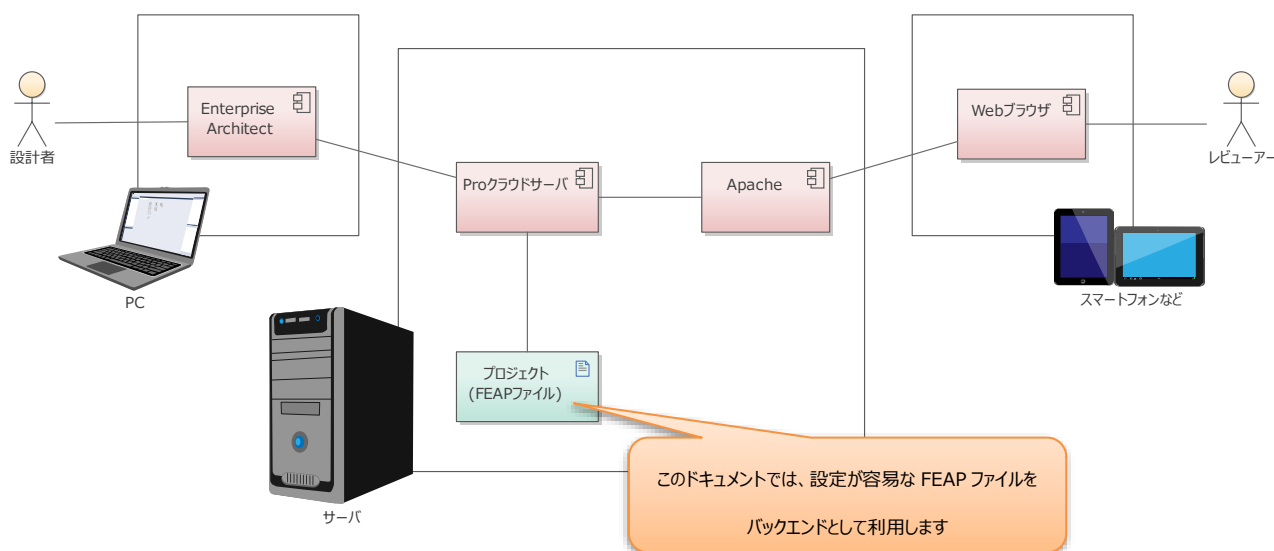 設計者
Enterprise
Architect
PC
Proクラウドサーバ
Apache
Webブラウザ
レビューアー
スマートフォンなど
プロジェクト
(FEAPファイル)
サーバ
このドキュメントでは、設定が容易な FEAP ファイルを
バックエンドとして利用します